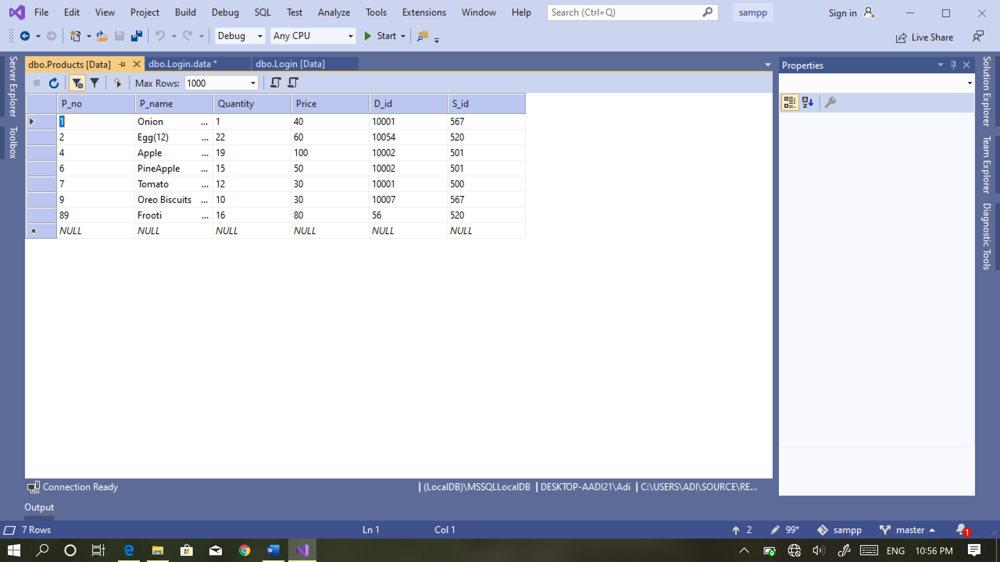 File Edit View Project Build Debug SQL Test Analyze Tools Extensions Window Help Search (Ctrl+Q) sampp Sign in
Debug Any CPU Start Live Share
Server Explorer
Toolbox
dbo.Products [Data] dbo.Login.data * dbo.Login [Data]
Max Rows: 1000
P_no P_name Quantity Price D_id S_id
1 Onion ... 1 40 10001 567
2 Egg(12) ... 22 60 10054 520
4 Apple ... 19 100 10002 501
6 PineApple ... 15 50 10002 501
7 Tomato ... 12 30 10001 500
9 Oreo Biscuits ... 10 30 10007 567
89 Frooti ... 16 80 56 520
NULL NULL NULL NULL NULL NULL
Properties
Solution Explorer
Team Explorer
Diagnostic Tools
Connection Ready | (LocalDB)\MSSQLLocalDB | DESKTOP-AADI21\Adi | C:\USERS\ADI\SOURCE\RE...
Output
7 Rows Ln 1 Col 1 2 99* sampp master 1
ENG 10:56 PM